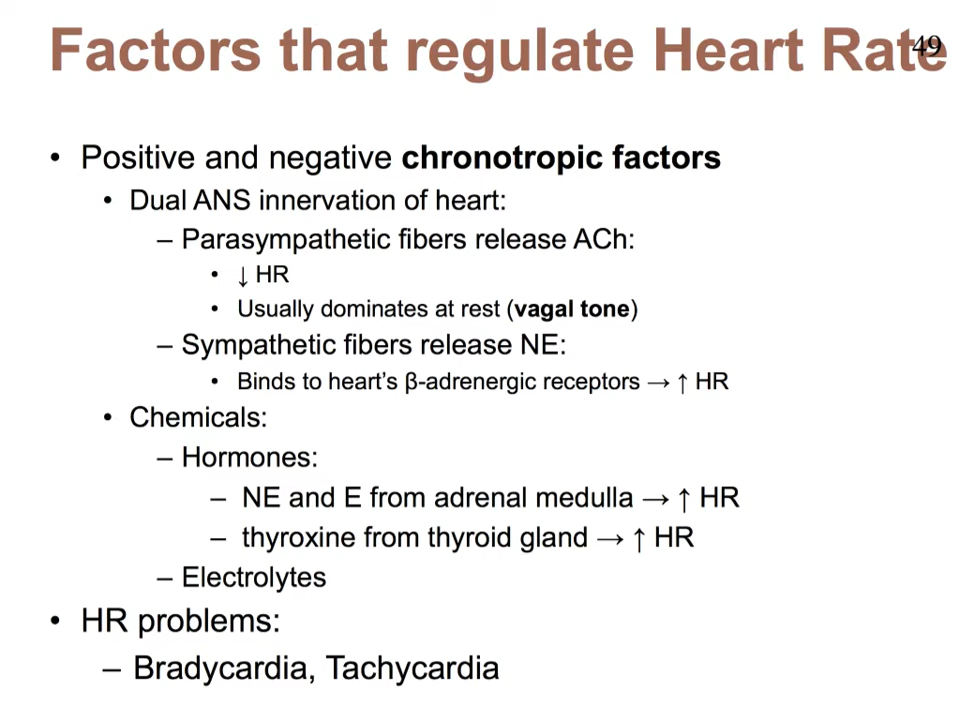 Factors that regulate Heart Rate
49
• Positive and negative chronotropic factors
• Dual ANS innervation of heart:
– Parasympathetic fibers release ACh:
• ↓ HR
• Usually dominates at rest (vagal tone)
– Sympathetic fibers release NE:
• Binds to heart's β-adrenergic receptors → ↑ HR
• Chemicals:
– Hormones:
– NE and E from adrenal medulla → ↑ HR
– thyroxine from thyroid gland → ↑ HR
– Electrolytes
• HR problems:
– Bradycardia, Tachycardia